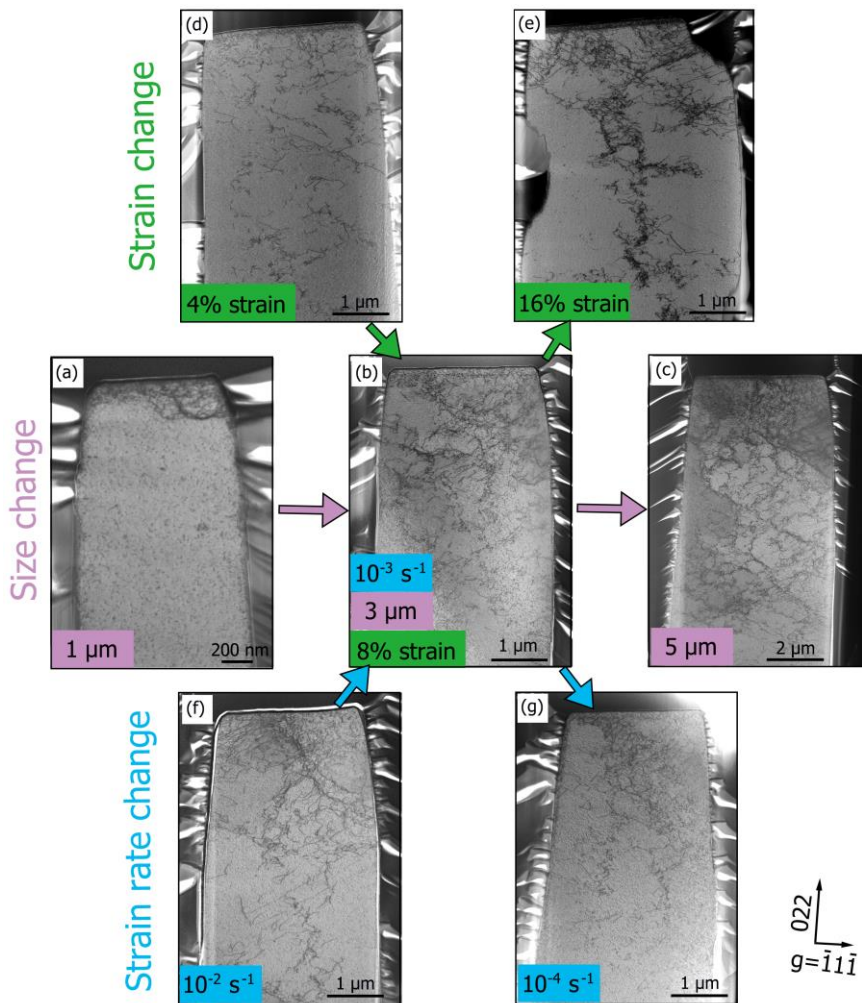 Strain change
(d)
4% strain
1 µm
(e)
16% strain
1 µm
Size change
(a)
1 µm
200 nm
(b)
10⁻³ s⁻¹
3 µm
8% strain
1 µm
(c)
5 µm
2 µm
Strain rate change
(f)
10⁻² s⁻¹
1 µm
(g)
10⁻⁴ s⁻¹
1 µm
022
g=1̄11̄